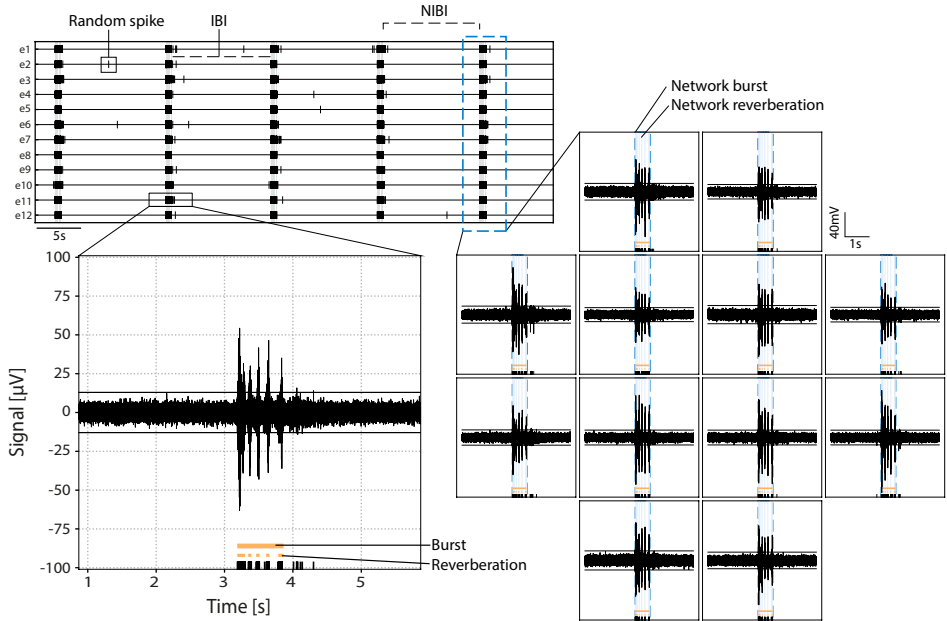 Random spike
IBI
NIBI
e1
e2
e3
e4
e5
e6
e7
e8
e9
e10
e11
e12
5s
Network burst
Network reverberation
40mV
1s
100
75
50
25
0
-25
-50
-75
-100
Signal [µV]
1
2
3
4
5
Time [s]
Burst
Reverberation